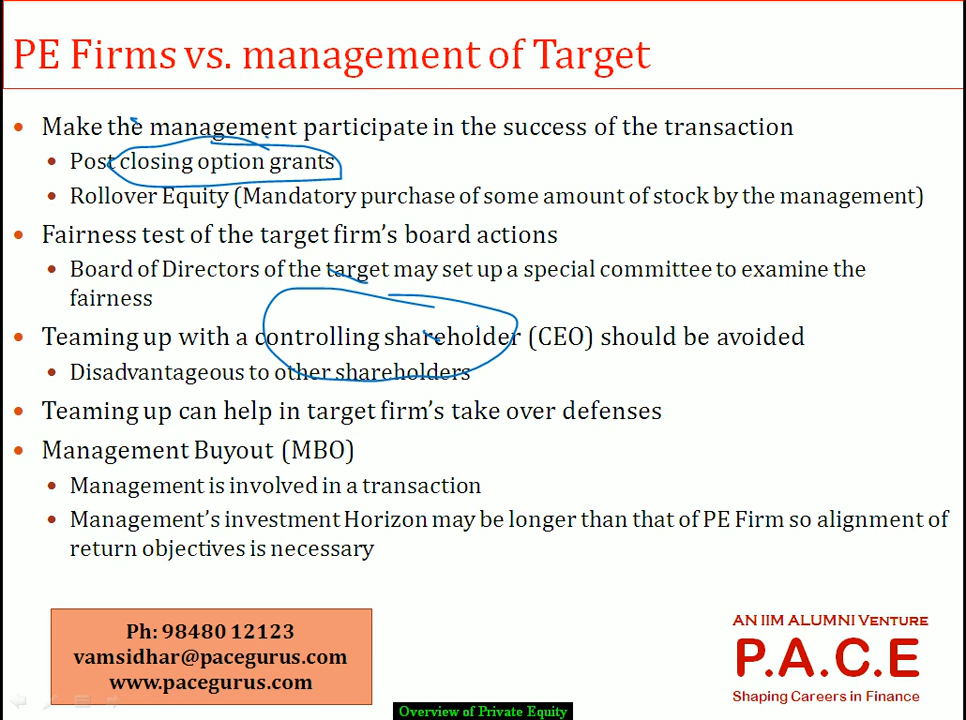 PE Firms vs. management of Target
• Make the management participate in the success of the transaction
• Post closing option grants
• Rollover Equity (Mandatory purchase of some amount of stock by the management)
• Fairness test of the target firm's board actions
• Board of Directors of the target may set up a special committee to examine the
fairness
• Teaming up with a controlling shareholder (CEO) should be avoided
• Disadvantageous to other shareholders
• Teaming up can help in target firm's take over defenses
• Management Buyout (MBO)
• Management is involved in a transaction
• Management's investment Horizon may be longer than that of PE Firm so alignment of
return objectives is necessary
Ph: 98480 12123
vamsidhar@pacegurus.com
www.pacegurus.com
AN IIM ALUMNI VENTURE
P.A.C.E
Shaping Careers in Finance
Overview of Private Equity